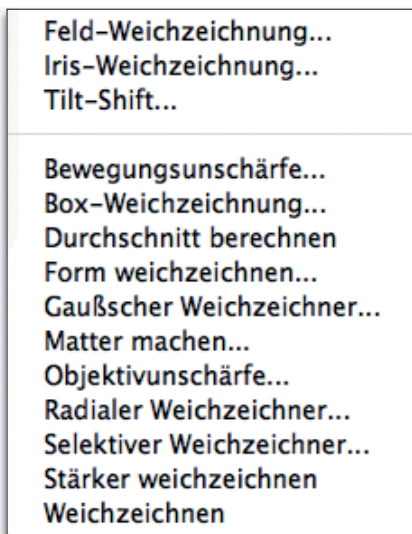 Feld-Weichzeichnung...
Iris-Weichzeichnung...
Tilt-Shift...
Bewegungsunschärfe...
Box-Weichzeichnung...
Durchschnitt berechnen
Form weichzeichnen...
Gaußscher Weichzeichner...
Matter machen...
Objektivunschärfe...
Radialer Weichzeichner...
Selektiver Weichzeichner...
Stärker weichzeichnen
Weichzeichnen